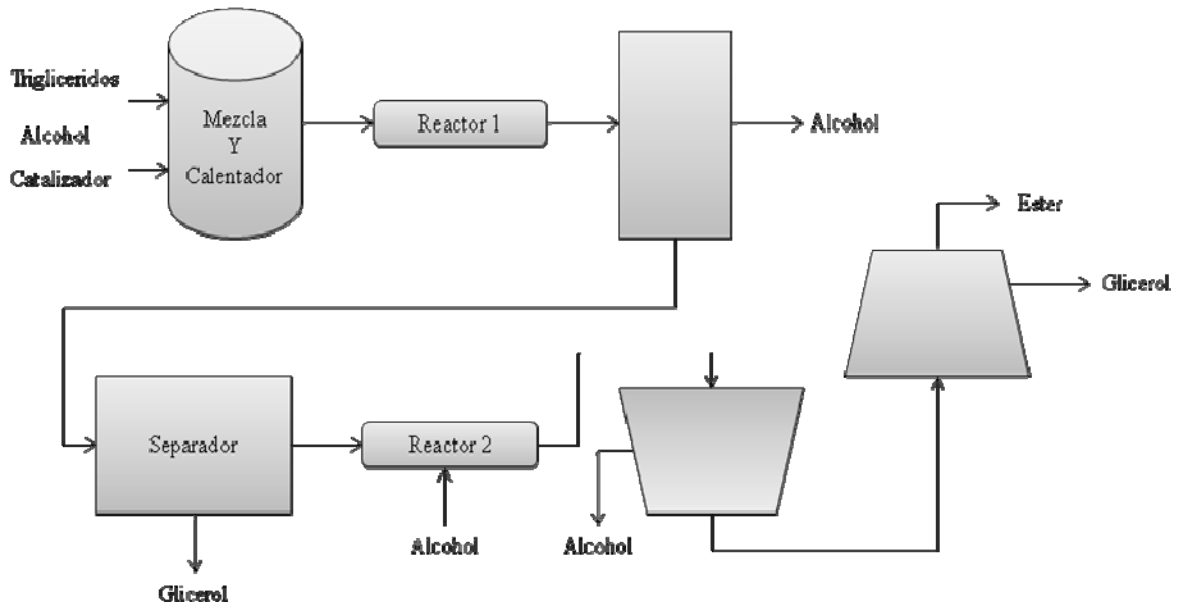 Trigliceridos
Alcohol
Catalizador
Mezcla
Y
Calentador
Reactor 1
Alcohol
Ester
Glicerol
Separador
Reactor 2
Alcohol
Alcohol
Glicerol